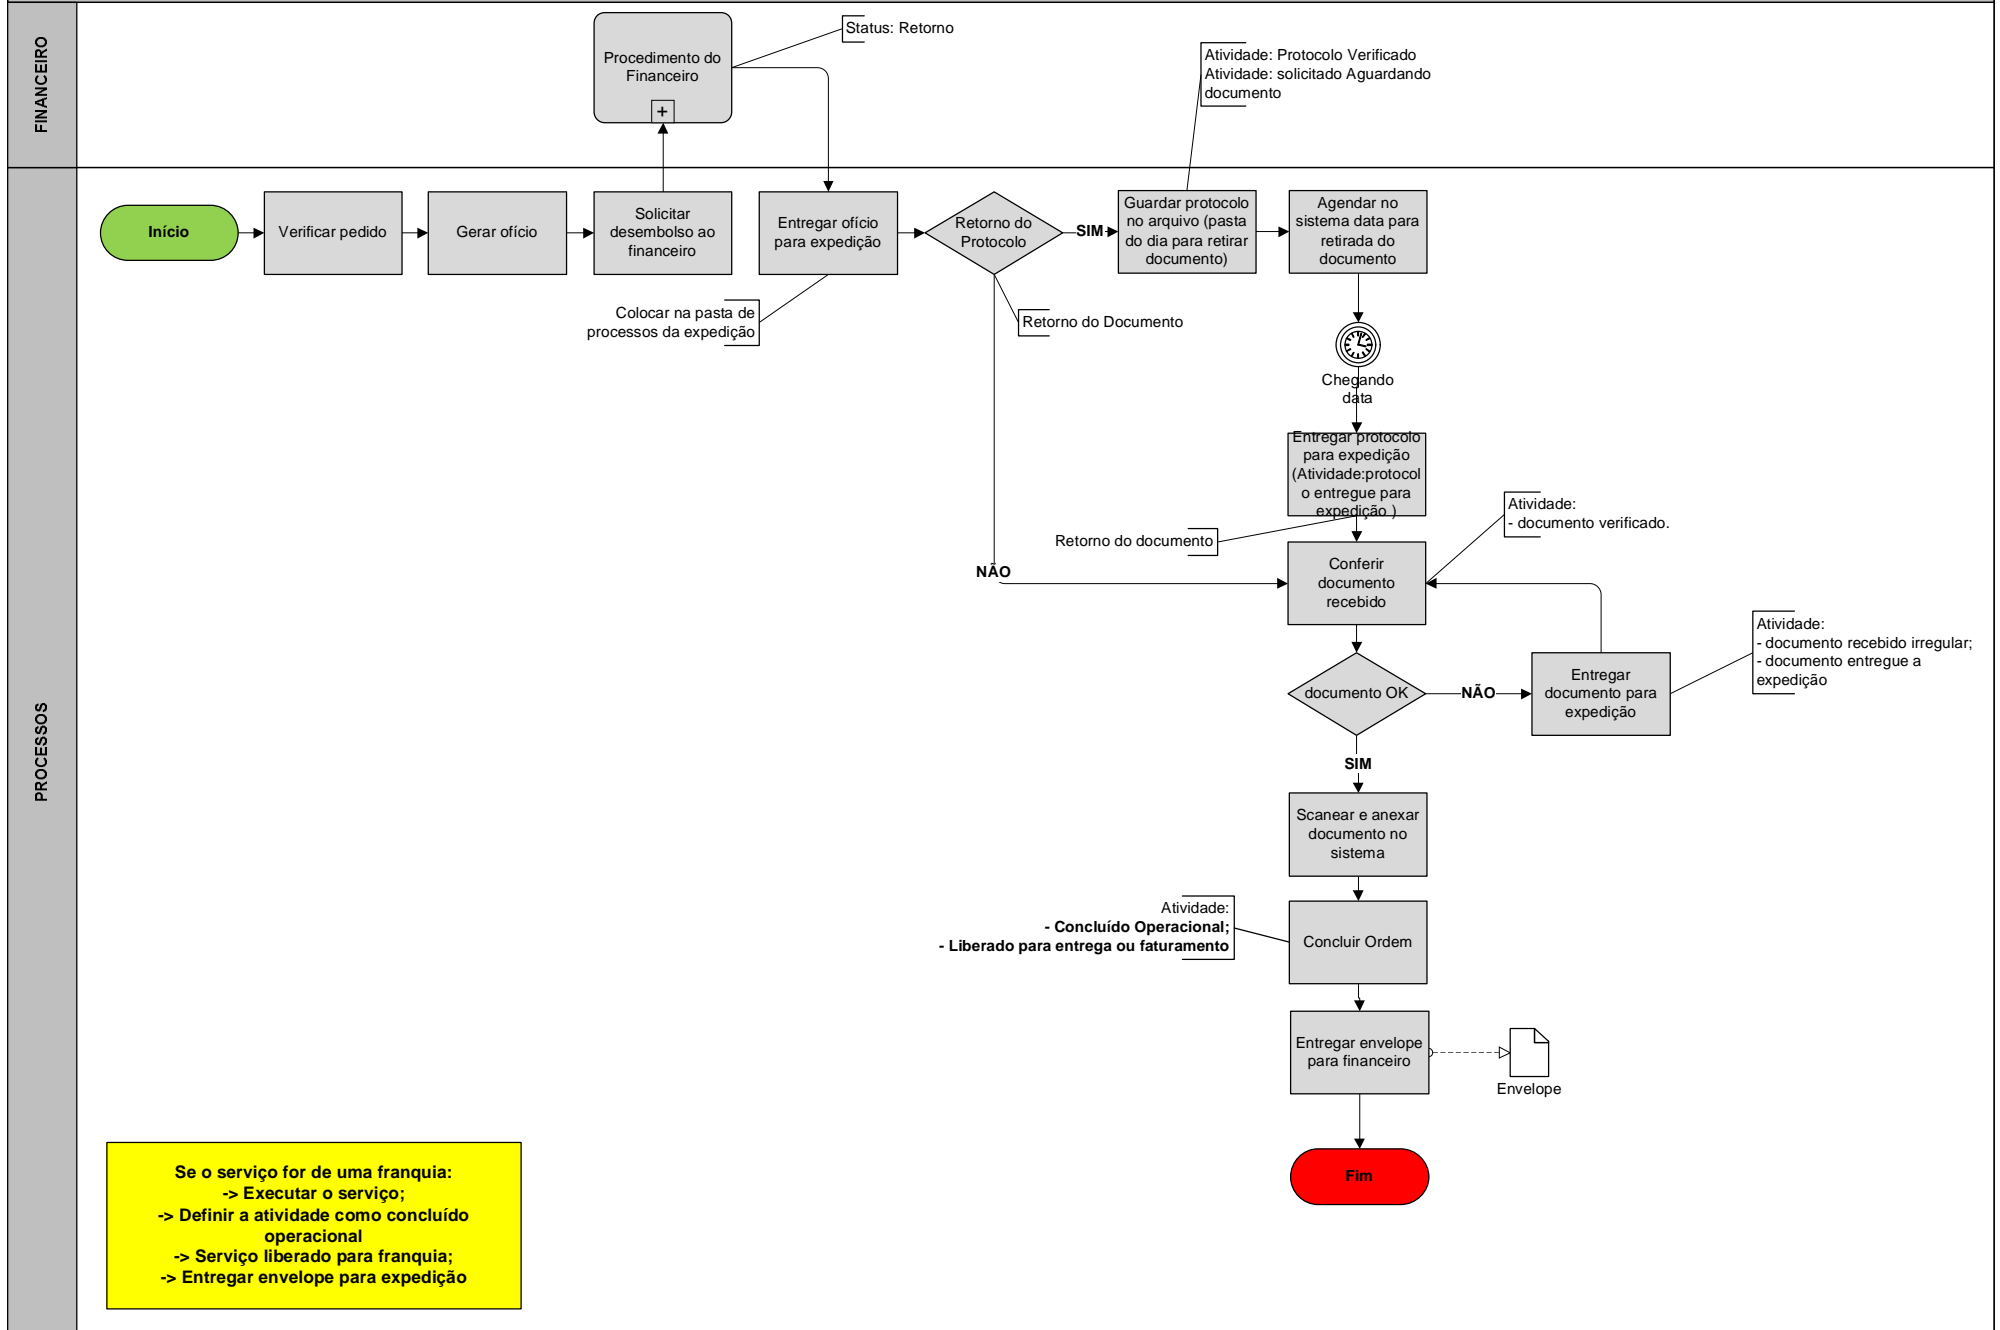 FINANCEIRO
Procedimento do
Financeiro
+
Status: Retorno
Atividade: Protocolo Verificado
Atividade: solicitado Aguardando
documento
PROCESSOS
Início
Verificar pedido
Gerar ofício
Solicitar
desembolso ao
financeiro
Entregar ofício
para expedição
Colocar na pasta de
processos da expedição
Retorno do
Protocolo
SIM
Retorno do Documento
Guardar protocolo
no arquivo (pasta
do dia para retirar
documento)
Agendar no
sistema data para
retirada do
documento
Chegando
data
Entregar protocolo
para expedição
(Atividade:protocol
o entregue para
expedição )
Retorno do documento
Atividade:
- documento verificado.
NÃO
Conferir
documento
recebido
documento OK
NÃO
Entregar
documento para
expedição
Atividade:
- documento recebido irregular;
- documento entregue a
expedição
SIM
Scanear e anexar
documento no
sistema
Atividade:
- Concluído Operacional;
- Liberado para entrega ou faturamento
Concluir Ordem
Entregar envelope
para financeiro
Envelope
Fim
Se o serviço for de uma franquia:
-> Executar o serviço;
-> Definir a atividade como concluído
operacional
-> Serviço liberado para franquia;
-> Entregar envelope para expedição